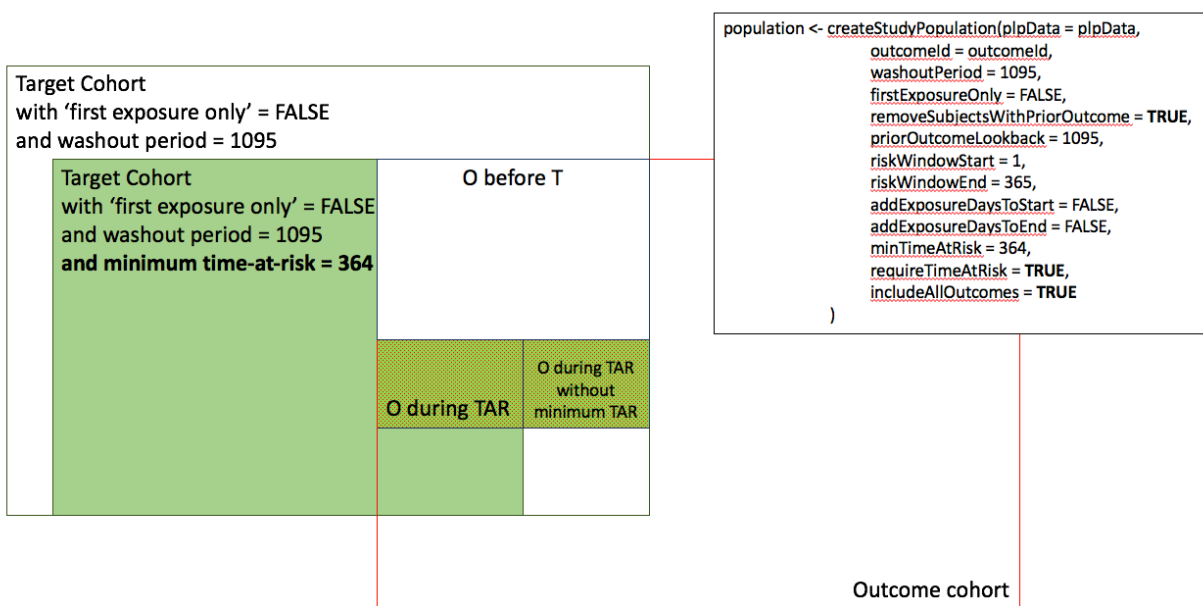 population <- createStudyPopulation(plpData = plpData,
outcomeId = outcomeId,
washoutPeriod = 1095,
firstExposureOnly = FALSE,
removeSubjectsWithPriorOutcome = TRUE,
priorOutcomeLookback = 1095,
riskWindowStart = 1,
riskWindowEnd = 365,
addExposureDaysToStart = FALSE,
addExposureDaysToEnd = FALSE,
minTimeAtRisk = 364,
requireTimeAtRisk = TRUE,
includeAllOutcomes = TRUE
)
Target Cohort
with ‘first exposure only’ = FALSE
and washout period = 1095
Target Cohort
with ‘first exposure only’ = FALSE
and washout period = 1095
and minimum time-at-risk = 364
O before T
O during TAR
O during TAR
without
minimum TAR
Outcome cohort